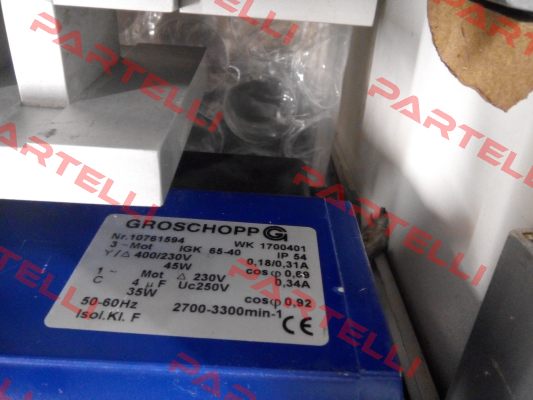 GROSCHOPP G
Nr.10761594 WK 1700401
3~Mot IGK 65-40 IP 54
Y/Δ 400/230V 0,18/0,31A
45W cosφ 0,69
1~ Mot Δ 230V 0,34A
C 4 µF Uc250V
35W cosφ 0,92
50-60Hz 2700-3300min-1
Isol.Kl. F CE
PARTELLI
PARTELLI
PARTELLI
PARTELLI
PARTELLI
PARTELLI